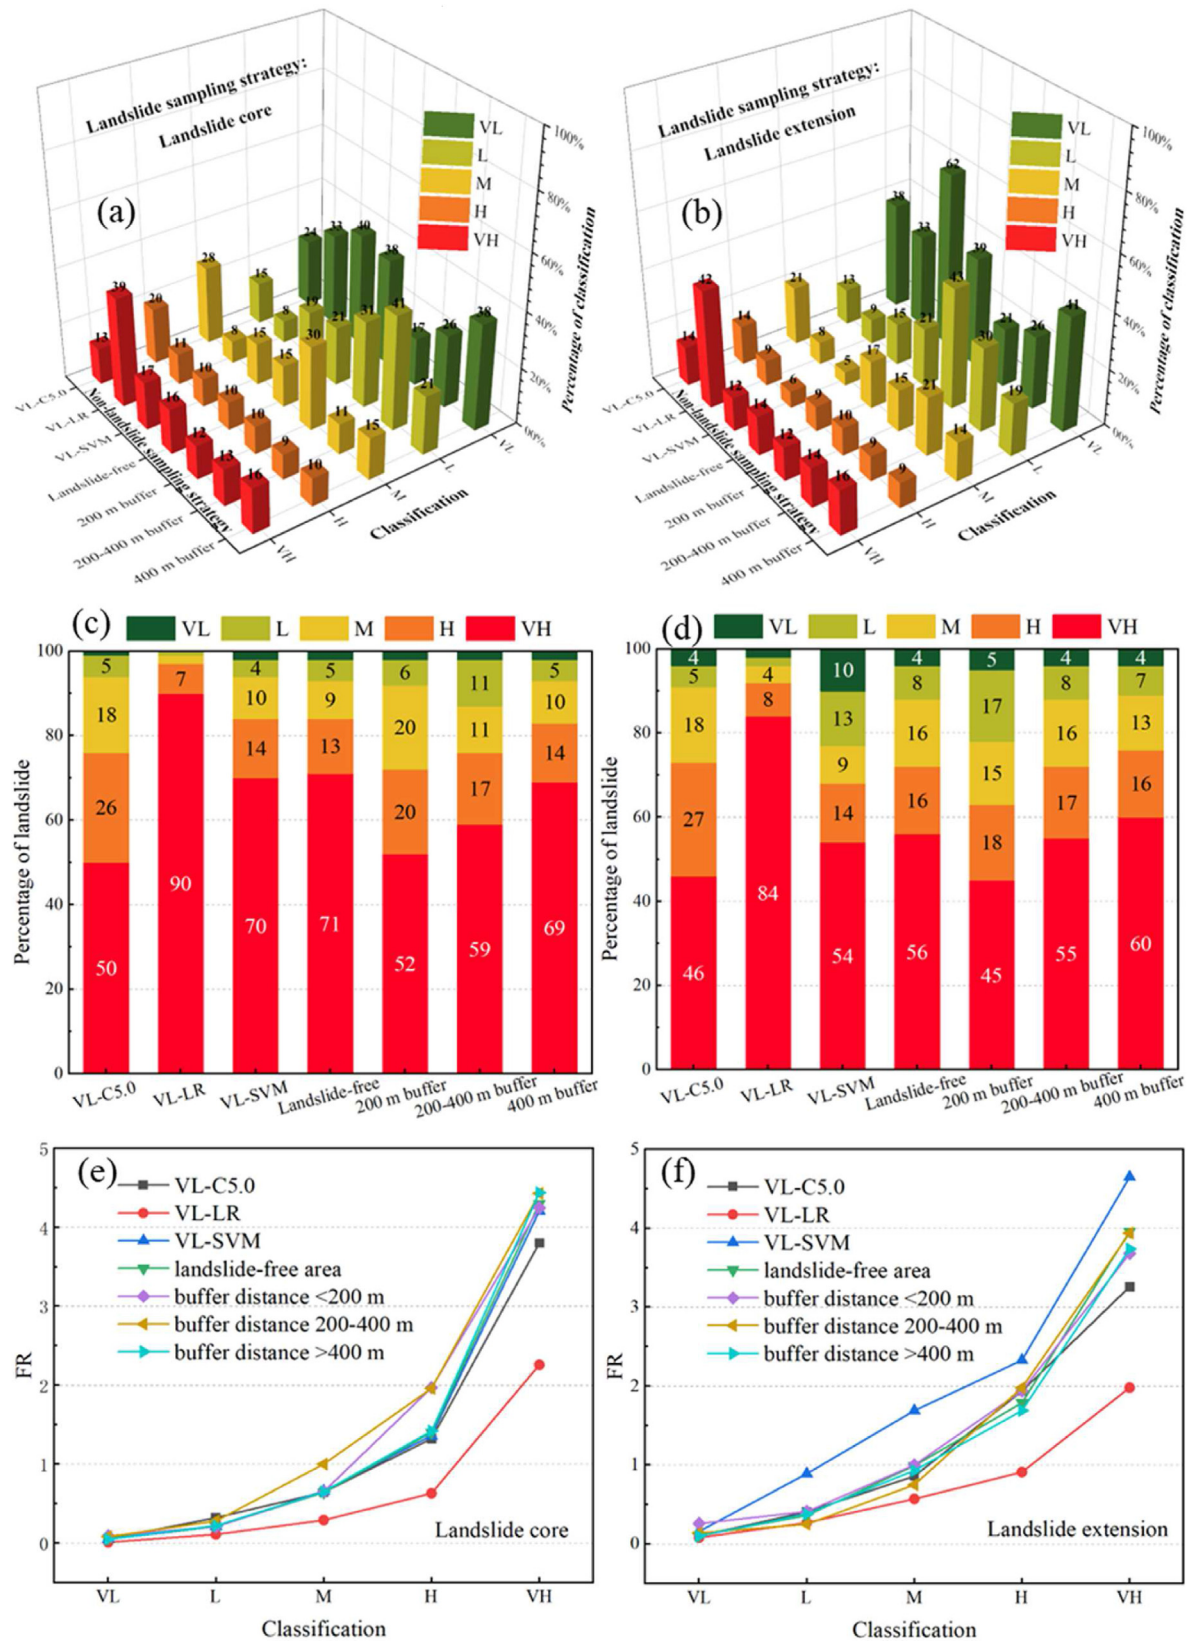 Landslide sampling strategy:
Landslide core
(a)
VL
L
M
H
VH
100%
80%
60%
40%
20%
00%
Percentage of classification
24 33 40 38 17 26 38
15 8 19 21 31 41 21
28 8 15 15 30 11 15
20 11 10 10 10 9 10
13 39 17 16 12 13 16
VL-C5.0
VL-LR
VL-SVM
Landslide-free
200 m buffer
200-400 m buffer
400 m buffer
Non-landslide sampling strategy
VH
H
M
L
VL
Classification
Landslide sampling strategy:
Landslide extension
(b)
VL
L
M
H
VH
100%
80%
60%
40%
20%
00%
Percentage of classification
38 33 62 39 21 26 41
13 9 15 21 43 30 19
21 8 5 17 15 21 14
14 9 6 9 10 9 9
14 42 12 14 12 14 16
VL-C5.0
VL-LR
VL-SVM
Landslide-free
200 m buffer
200-400 m buffer
400 m buffer
Non-landslide sampling strategy
VH
H
M
L
VL
Classification
(c)
VL L M H VH
Percentage of landslide
100
80
60
40
20
0
5 4 5 6 11 5
18 10 9 20 11 10
26 7 14 13 20 17 14
50 90 70 71 52 59 69
VL-C5.0 VL-LR VL-SVM Landslide-free 200 m buffer 200-400 m buffer 400 m buffer
(d)
VL L M H VH
Percentage of landslide
100
80
60
40
20
0
4 10 4 5 4 4
5 13 8 17 8 7
18 4 9 16 15 16 13
27 8 14 16 18 17 16
46 84 54 56 45 55 60
VL-C5.0 VL-LR VL-SVM Landslide-free 200 m buffer 200-400 m buffer 400 m buffer
(e)
VL-C5.0
VL-LR
VL-SVM
landslide-free area
buffer distance <200 m
buffer distance 200-400 m
buffer distance >400 m
FR
5
4
3
2
1
0
Landslide core
VL L M H VH
Classification
(f)
VL-C5.0
VL-LR
VL-SVM
landslide-free area
buffer distance <200 m
buffer distance 200-400 m
buffer distance >400 m
FR
5
4
3
2
1
0
Landslide extension
VL L M H VH
Classification